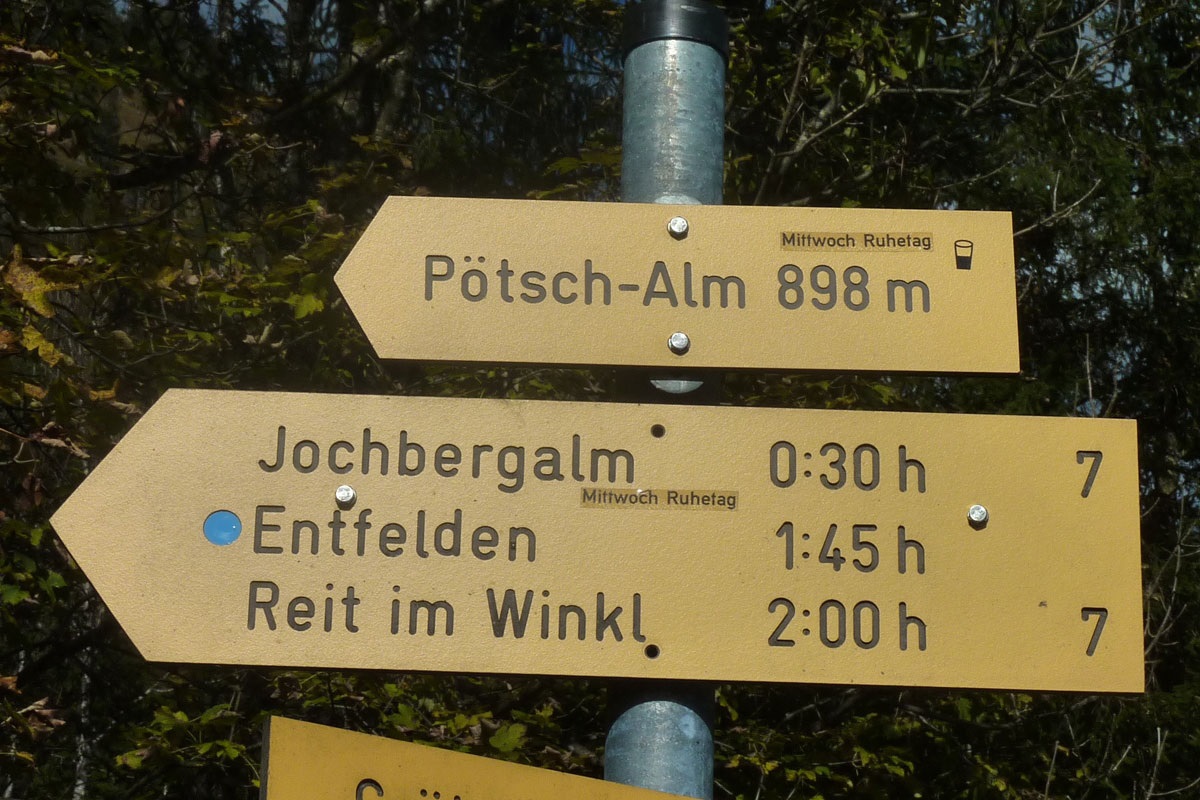 Mittwoch Ruhetag
Pötsch-Alm 898 m
Jochbergalm 0:30 h 7
Mittwoch Ruhetag
Entfelden 1:45 h
Reit im Winkl 2:00 h 7